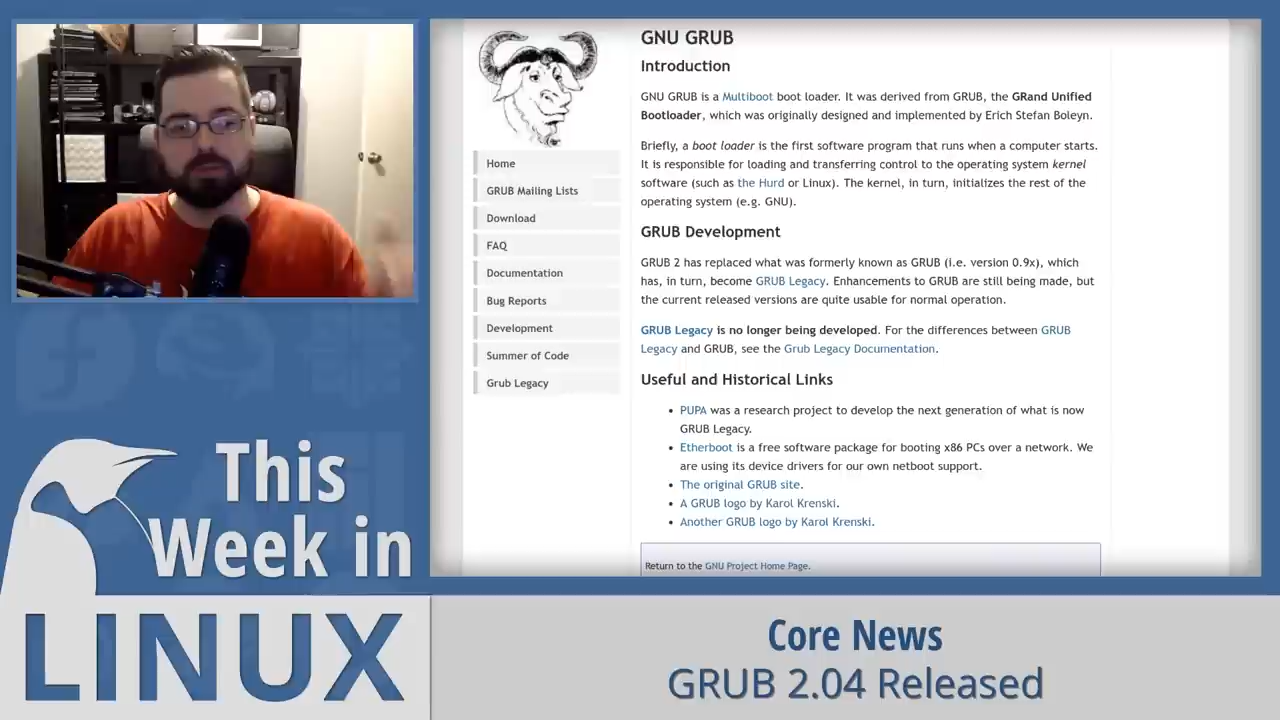 GNU GRUB
Introduction
GNU GRUB is a Multiboot boot loader. It was derived from GRUB, the GRand Unified
Bootloader, which was originally designed and implemented by Erich Stefan Boleyn.
Briefly, a boot loader is the first software program that runs when a computer starts.
It is responsible for loading and transferring control to the operating system kernel
software (such as the Hurd or Linux). The kernel, in turn, initializes the rest of the
operating system (e.g. GNU).
GRUB Development
GRUB 2 has replaced what was formerly known as GRUB (i.e. version 0.9x), which
has, in turn, become GRUB Legacy. Enhancements to GRUB are still being made, but
the current released versions are quite usable for normal operation.
GRUB Legacy is no longer being developed. For the differences between GRUB
Legacy and GRUB, see the Grub Legacy Documentation.
Useful and Historical Links
• PUPA was a research project to develop the next generation of what is now
GRUB Legacy.
• Etherboot is a free software package for booting x86 PCs over a network. We
are using its device drivers for our own netboot support.
• The original GRUB site.
• A GRUB logo by Karol Krenski.
• Another GRUB logo by Karol Krenski.
Return to the GNU Project Home Page.
Home
GRUB Mailing Lists
Download
FAQ
Documentation
Bug Reports
Development
Summer of Code
Grub Legacy
This
Week in
LINUX
Core News
GRUB 2.04 Released